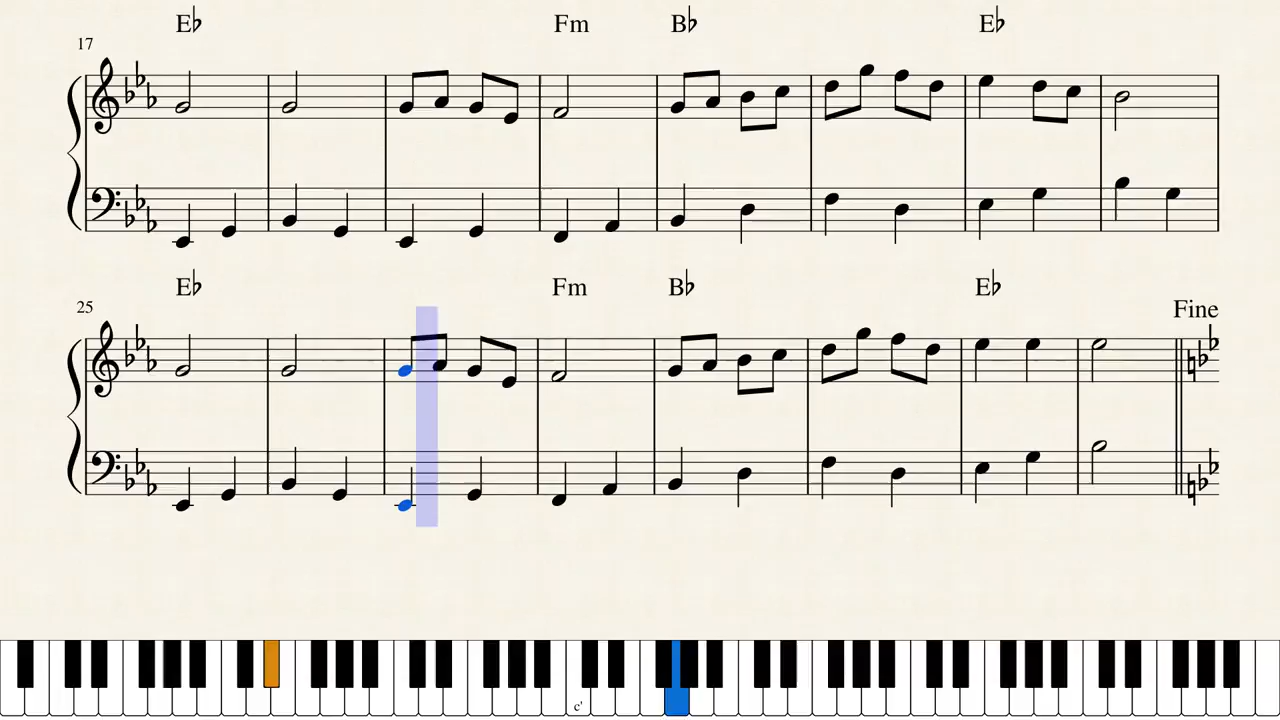 E♭ Fm B♭ E♭
17
E♭ Fm B♭ E♭
25 Fine
c'